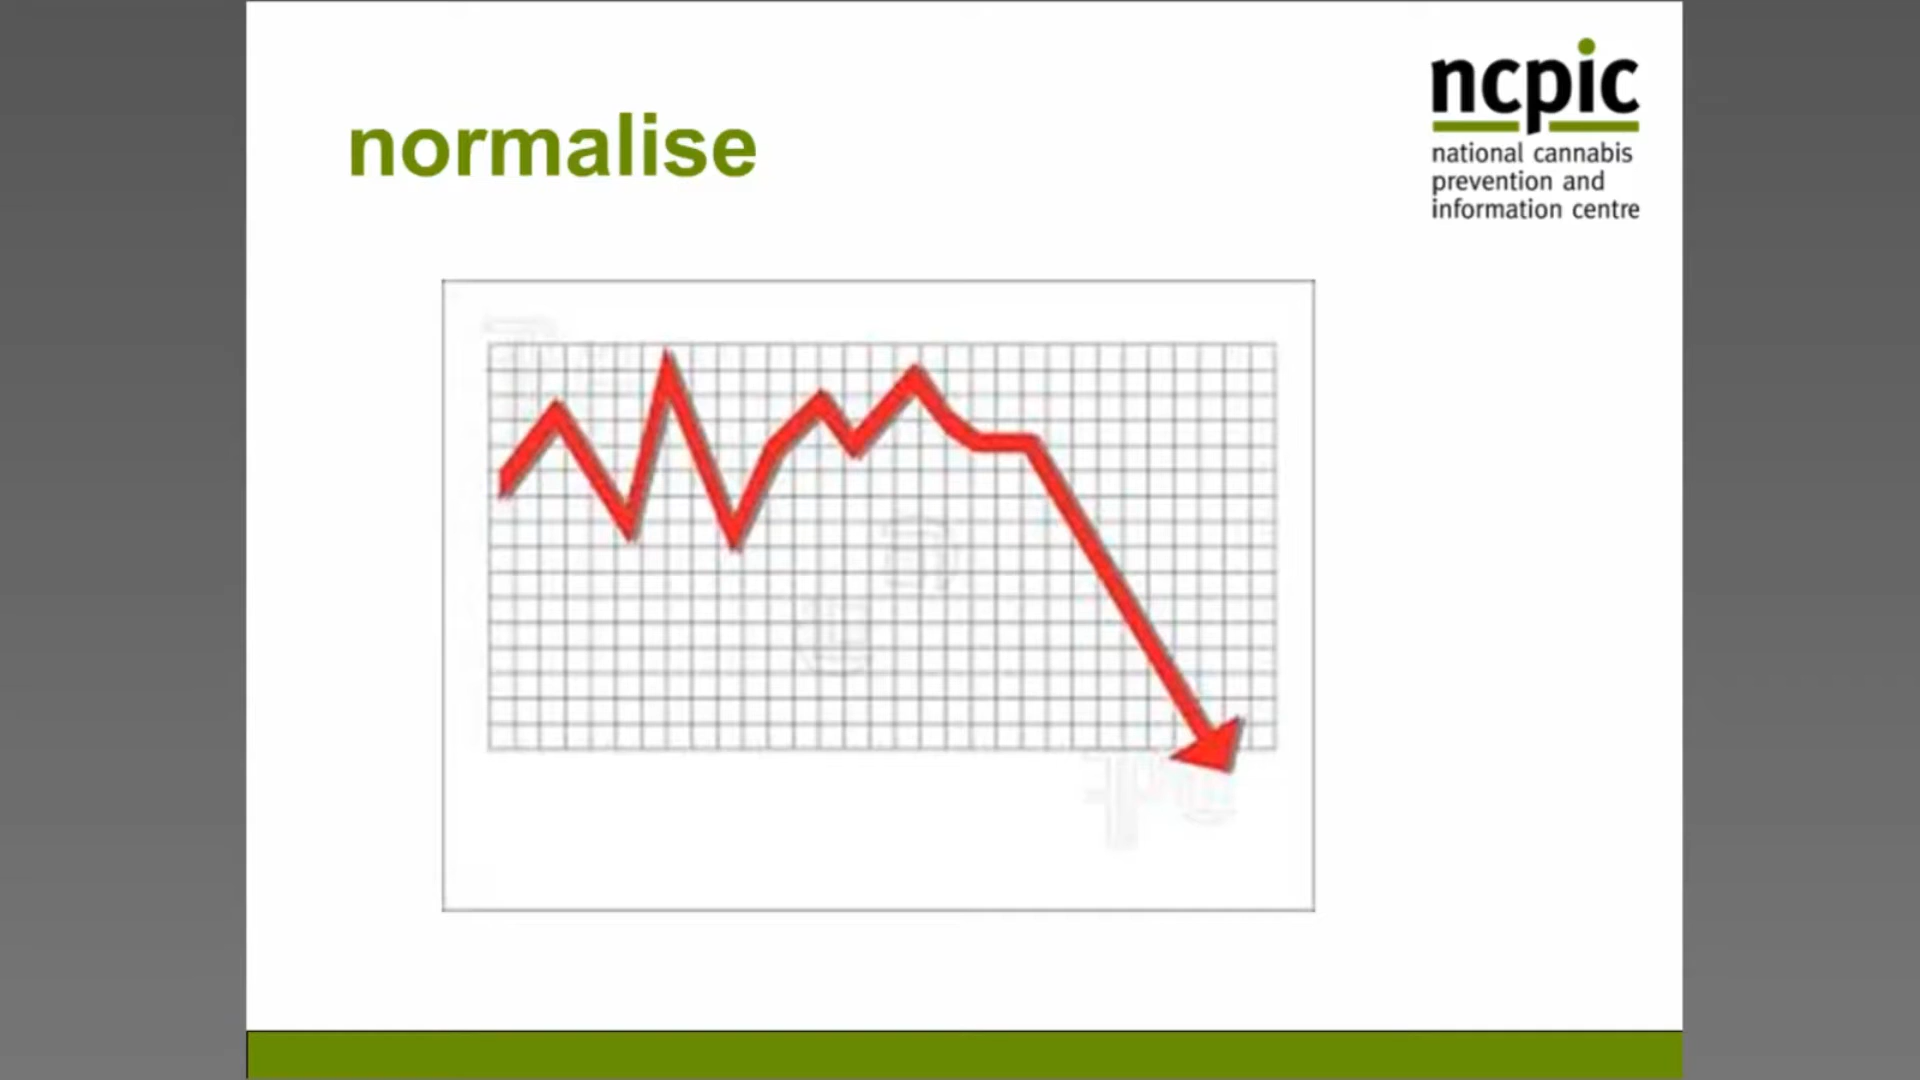 normalise
ncpic
national cannabis
prevention and
information centre